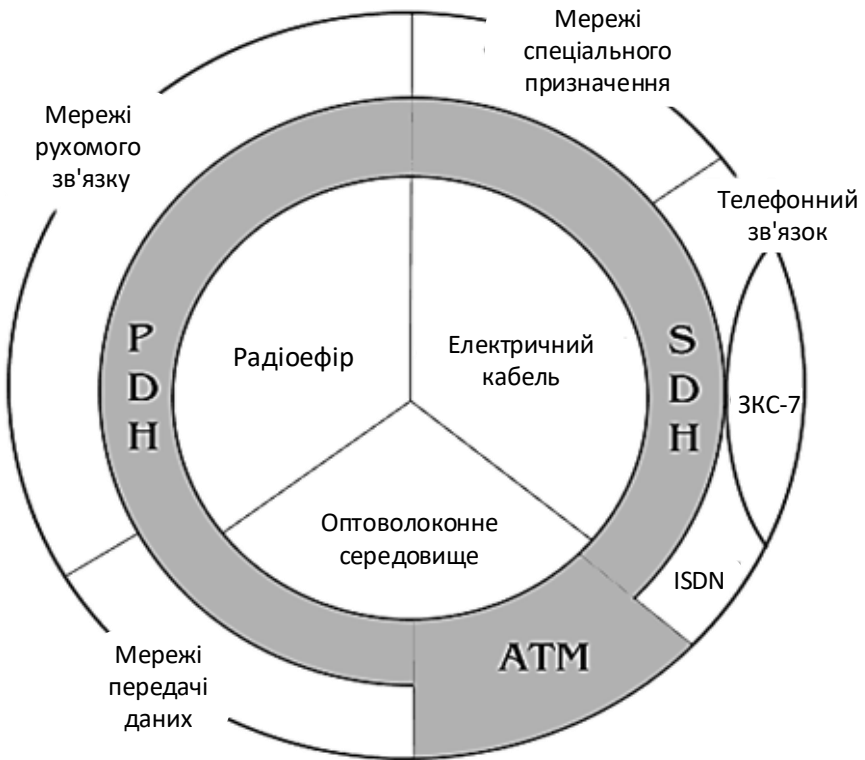 Мережі
спеціального
призначення
Мережі
рухомого
зв'язку
Телефонний
зв'язок
P
D
H
Радіоефір
Електричний
кабель
S
D
H
ЗКС-7
Оптоволоконне
середовище
ISDN
ATM
Мережі
передачі
даних